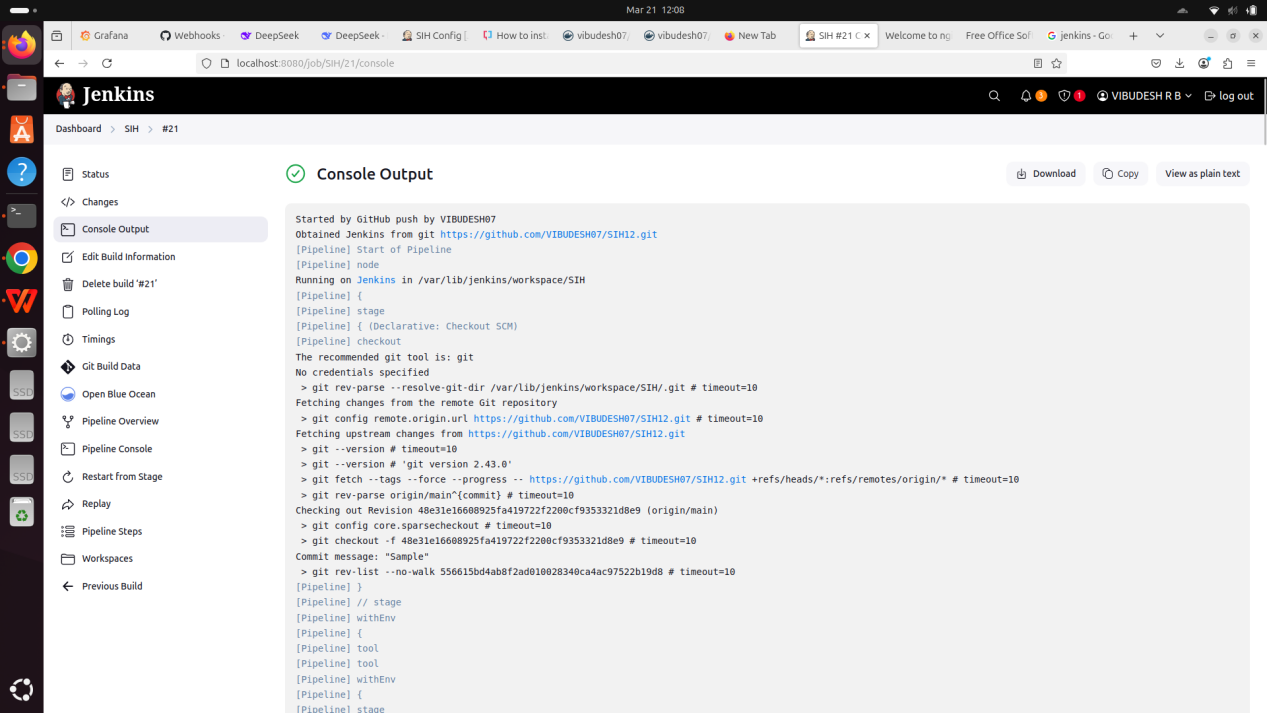 Mar 21 12:08
Grafana
Webhooks
DeepSeek
DeepSeek -
SIH Config [
How to inst
vibudesh07/
vibudesh07/
New Tab
SIH #21 C
Welcome to ng
Free Office Sof
jenkins - Goo
localhost:8080/job/SIH/21/console
Jenkins
3
1
VIBUDESH R B
log out
Dashboard
SIH
#21
Status
Changes
Console Output
Edit Build Information
Delete build '#21'
Polling Log
Timings
Git Build Data
Open Blue Ocean
Pipeline Overview
Pipeline Console
Restart from Stage
Replay
Pipeline Steps
Workspaces
Previous Build
Console Output
Download
Copy
View as plain text
Started by GitHub push by VIBUDESH07
Obtained Jenkins from git https://github.com/VIBUDESH07/SIH12.git
[Pipeline] Start of Pipeline
[Pipeline] node
Running on Jenkins in /var/lib/jenkins/workspace/SIH
[Pipeline] {
[Pipeline] stage
[Pipeline] { (Declarative: Checkout SCM)
[Pipeline] checkout
The recommended git tool is: git
No credentials specified
> git rev-parse --resolve-git-dir /var/lib/jenkins/workspace/SIH/.git # timeout=10
Fetching changes from the remote Git repository
> git config remote.origin.url https://github.com/VIBUDESH07/SIH12.git # timeout=10
Fetching upstream changes from https://github.com/VIBUDESH07/SIH12.git
> git --version # timeout=10
> git --version # 'git version 2.43.0'
> git fetch --tags --force --progress -- https://github.com/VIBUDESH07/SIH12.git +refs/heads/*:refs/remotes/origin/* # timeout=10
> git rev-parse origin/main^{commit} # timeout=10
Checking out Revision 48e31e16608925fa419722f2200cf9353321d8e9 (origin/main)
> git config core.sparsecheckout # timeout=10
> git checkout -f 48e31e16608925fa419722f2200cf9353321d8e9 # timeout=10
Commit message: "Sample"
> git rev-list --no-walk 556615bd4ab8f2ad010028340ca4ac97522b19d8 # timeout=10
[Pipeline] }
[Pipeline] // stage
[Pipeline] withEnv
[Pipeline] {
[Pipeline] tool
[Pipeline] tool
[Pipeline] withEnv
[Pipeline] {
[Pipeline] stage
SSD
SSD
SSD